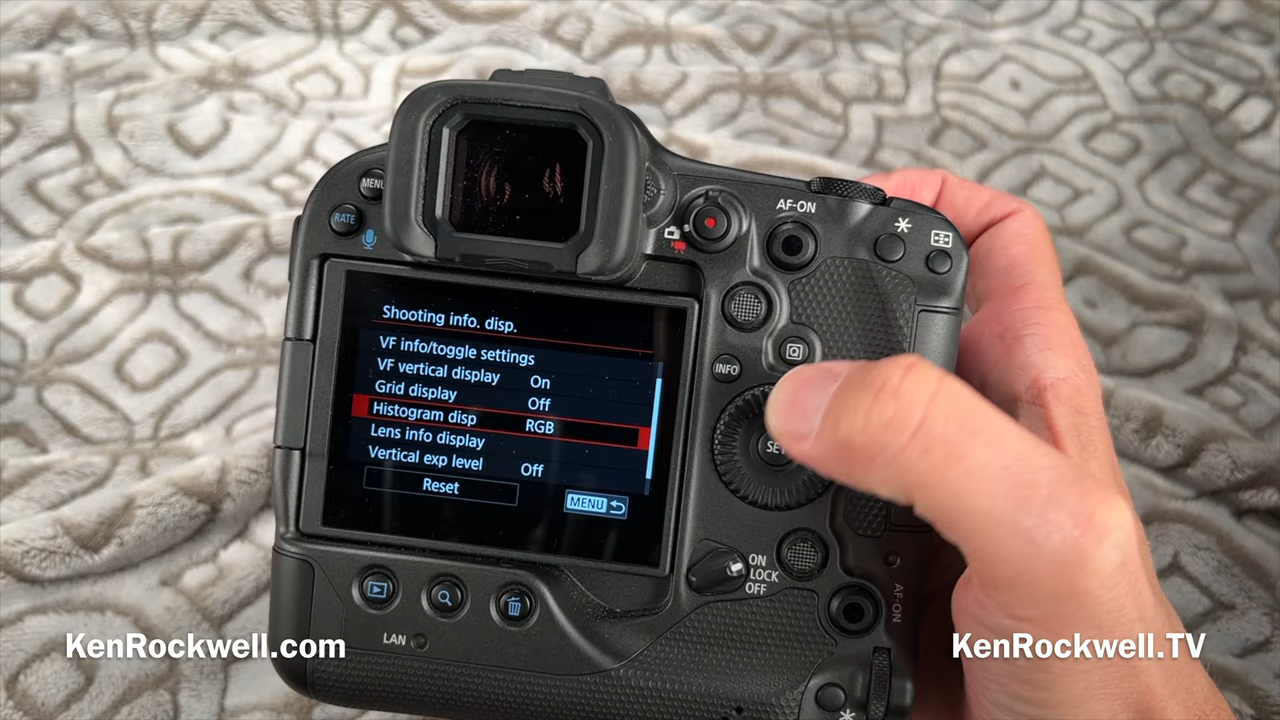 MENU
RATE
AF-ON
Q
INFO
Shooting info. disp.
VF info/toggle settings
VF vertical display On
Grid display Off
Histogram disp RGB
Lens info display
Vertical exp level Off
Reset
MENU
SET
ON
LOCK
OFF
AF-ON
LAN
KenRockwell.com
KenRockwell.TV